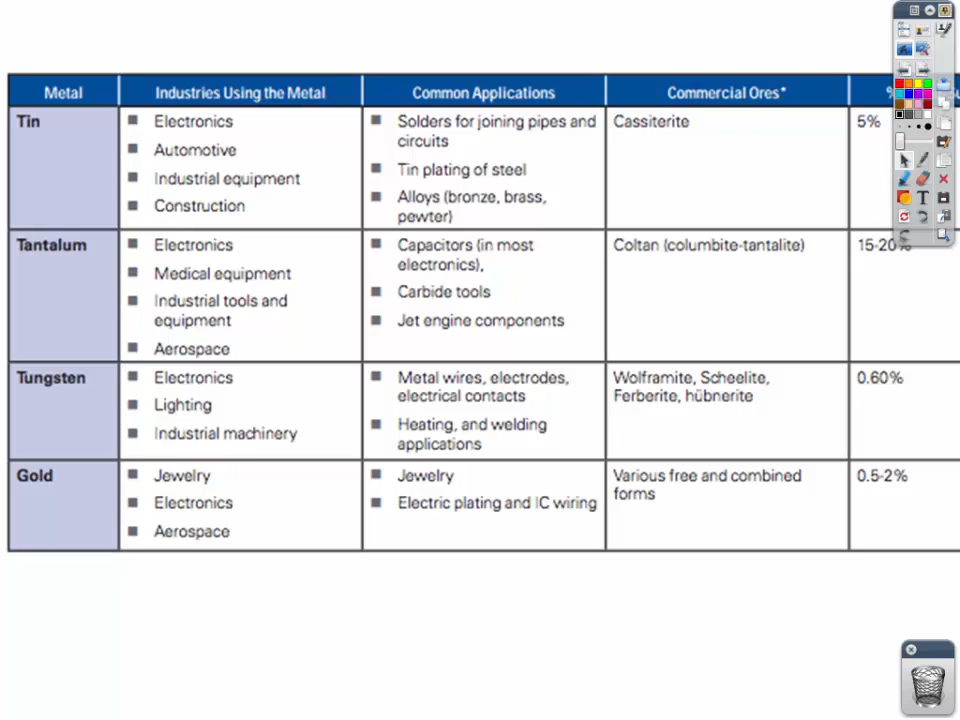 Metal Industries Using the Metal Common Applications Commercial Ores* %
Tin
Electronics
Automotive
Industrial equipment
Construction
Solders for joining pipes and
circuits
Tin plating of steel
Alloys (bronze, brass,
pewter)
Cassiterite
5%
Tantalum
Electronics
Medical equipment
Industrial tools and
equipment
Aerospace
Capacitors (in most
electronics),
Carbide tools
Jet engine components
Coltan (columbite-tantalite)
15-20%
Tungsten
Electronics
Lighting
Industrial machinery
Metal wires, electrodes,
electrical contacts
Heating, and welding
applications
Wolframite, Scheelite,
Ferberite, hübnerite
0.60%
Gold
Jewelry
Electronics
Aerospace
Jewelry
Electric plating and IC wiring
Various free and combined
forms
0.5-2%